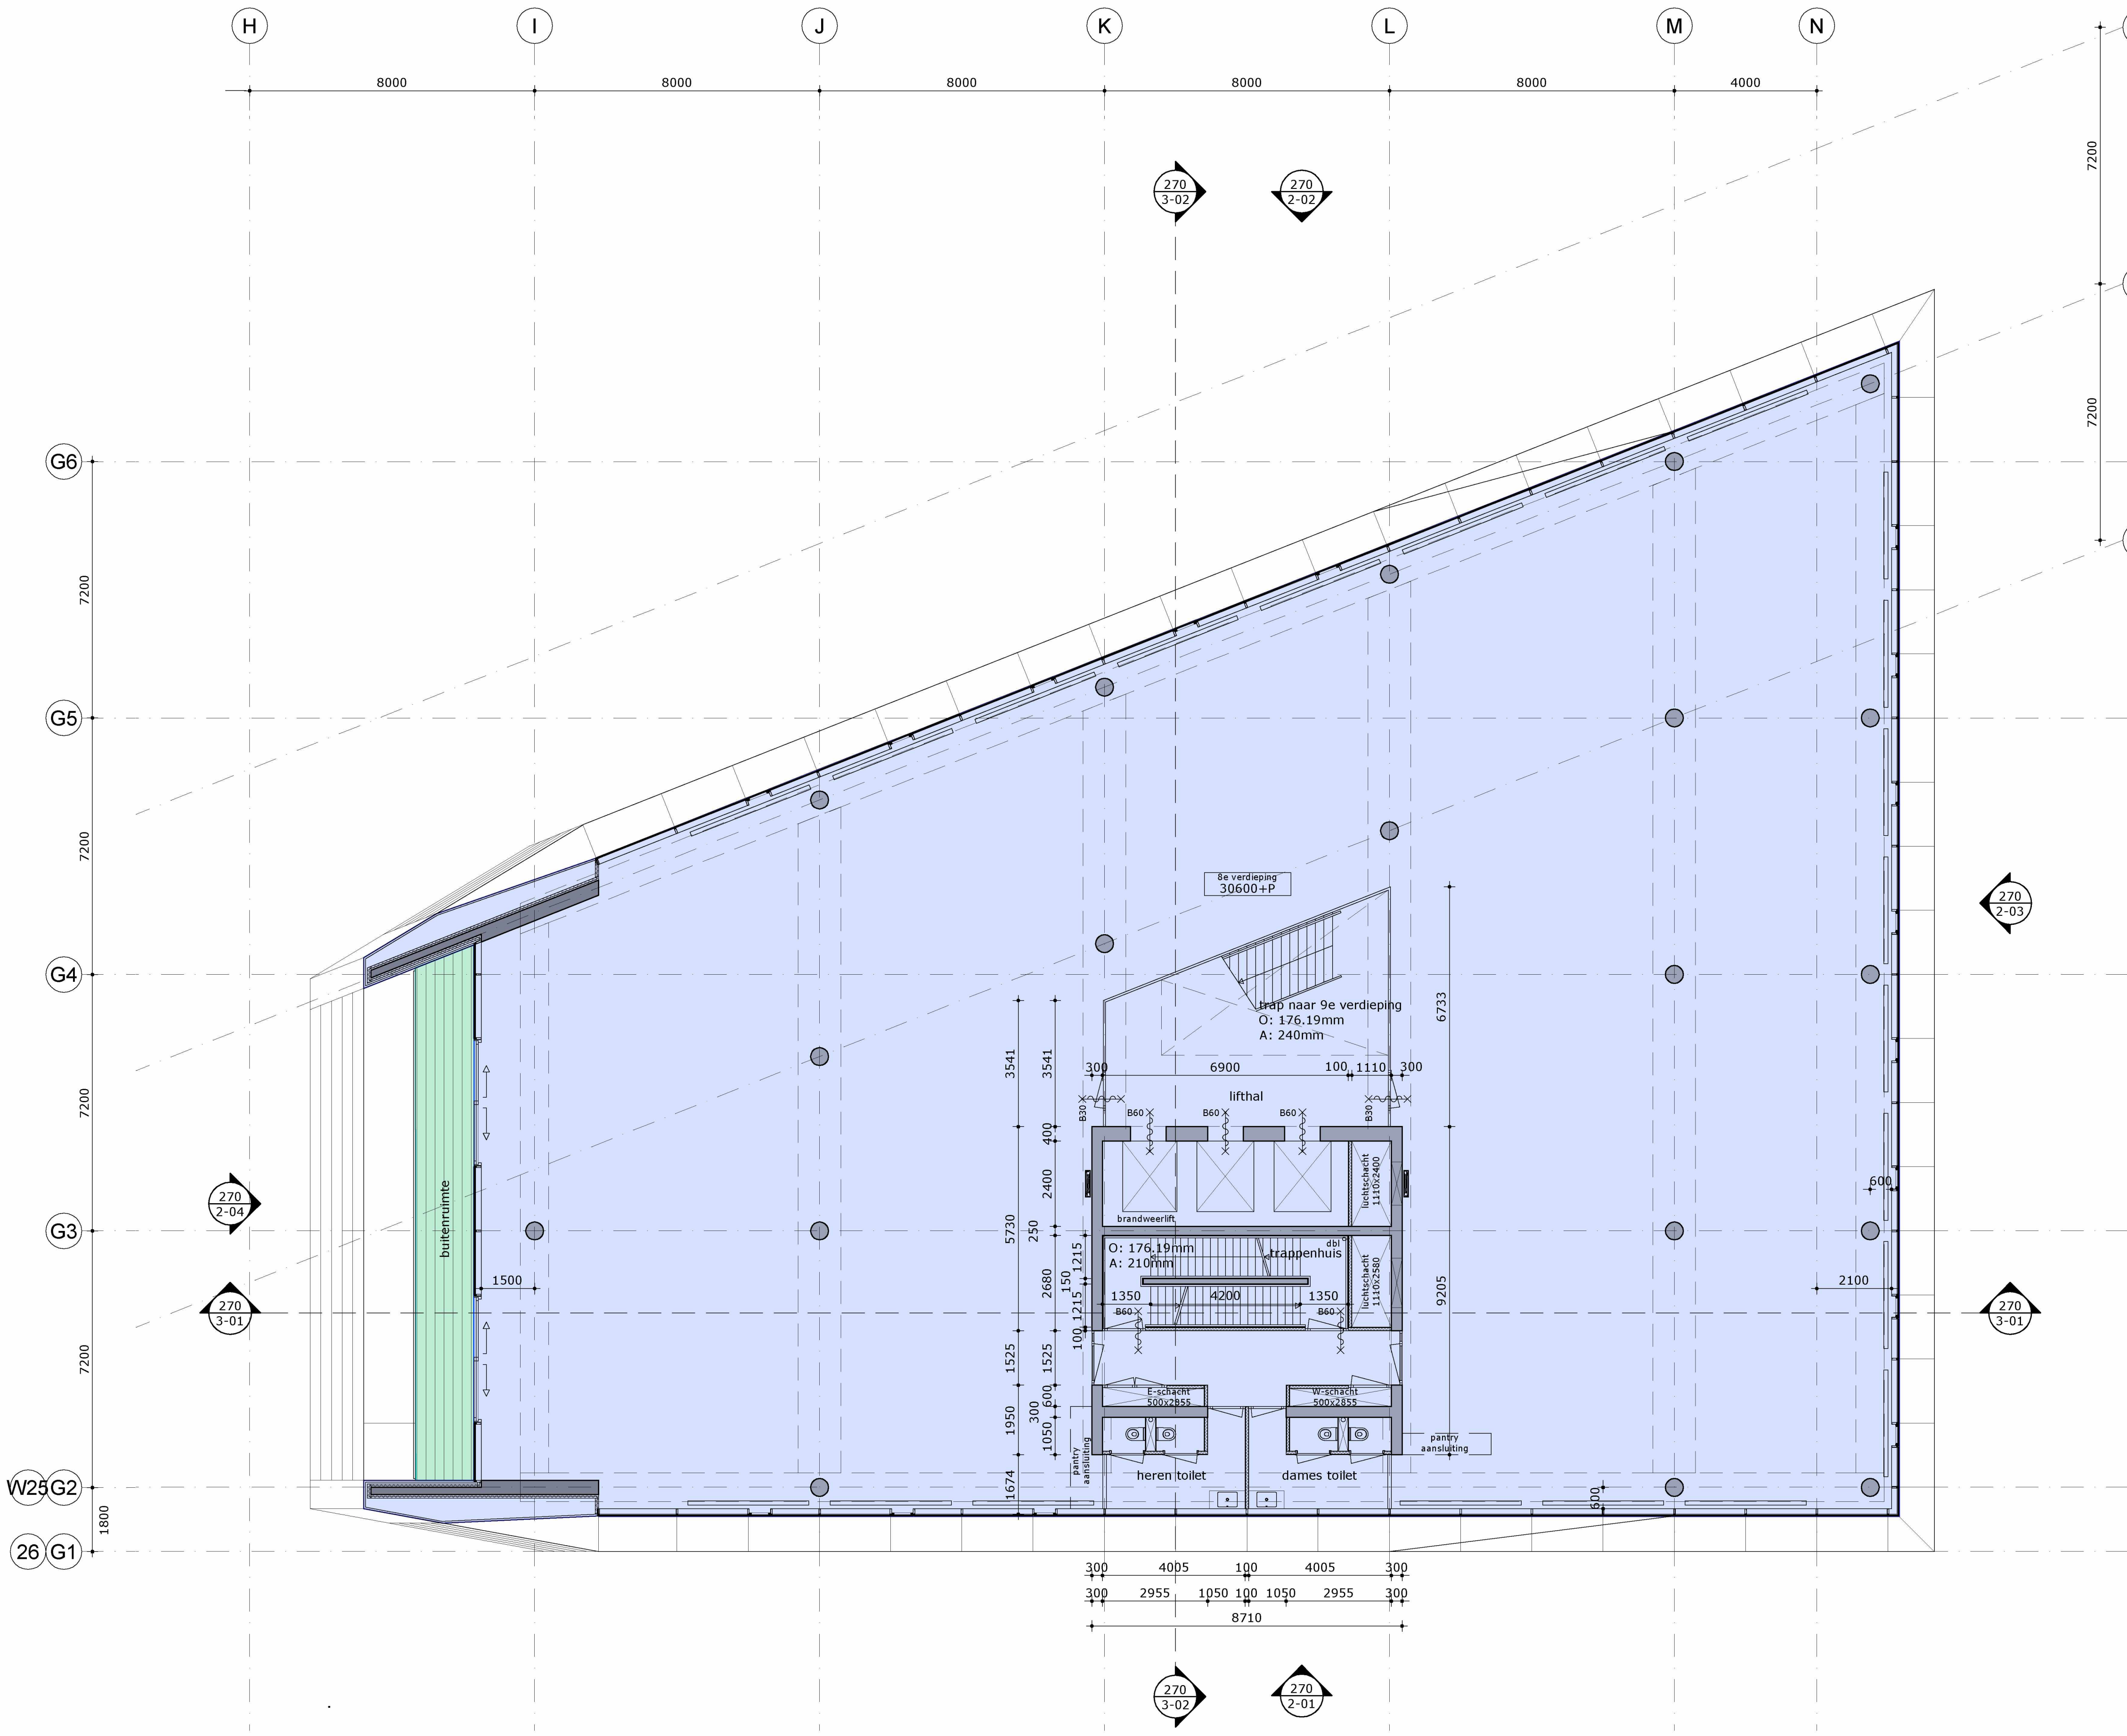 H
I
J
K
L
M
N
8000
8000
8000
8000
8000
4000
7200
7200
270
3-02
270
2-02
G6
G5
G4
G3
W25
G2
26
G1
7200
7200
7200
7200
1800
8e verdieping
30600+P
trap naar 9e verdieping
O: 176.19mm
A: 240mm
6733
3541
3541
300
6900
100
1110
300
lifthal
B30
B60
B60
B60
B30
400
2400
5730
250
brandweerlift
luchtschacht
1110x2400
O: 176.19mm
A: 210mm
dbl
trappenhuis
luchtschacht
1110x2580
1215
150
2680
1215
100
1350
4200
1350
B60
B60
9205
1525
1525
600
300
1950
1050
1674
E-schacht
500x2855
W-schacht
500x2855
pantry
aansluiting
pantry
aansluiting
heren toilet
dames toilet
buitenruimte
1500
600
2100
600
270
2-03
270
2-04
270
3-01
270
3-01
300
4005
100
4005
300
300
2955
1050
100
1050
2955
300
8710
270
3-02
270
2-01